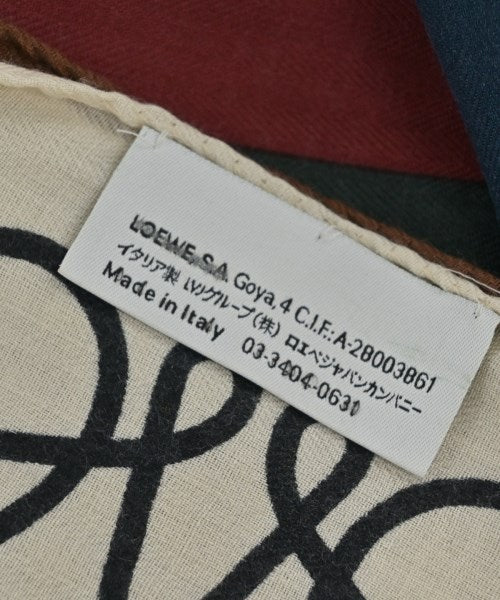 LOEWE S.A. Goya, 4 C.I.F.: A-28003861
イタリア製 LVJグループ(株) ロエベジャパンカンパニー
Made in Italy 03-3404-0631